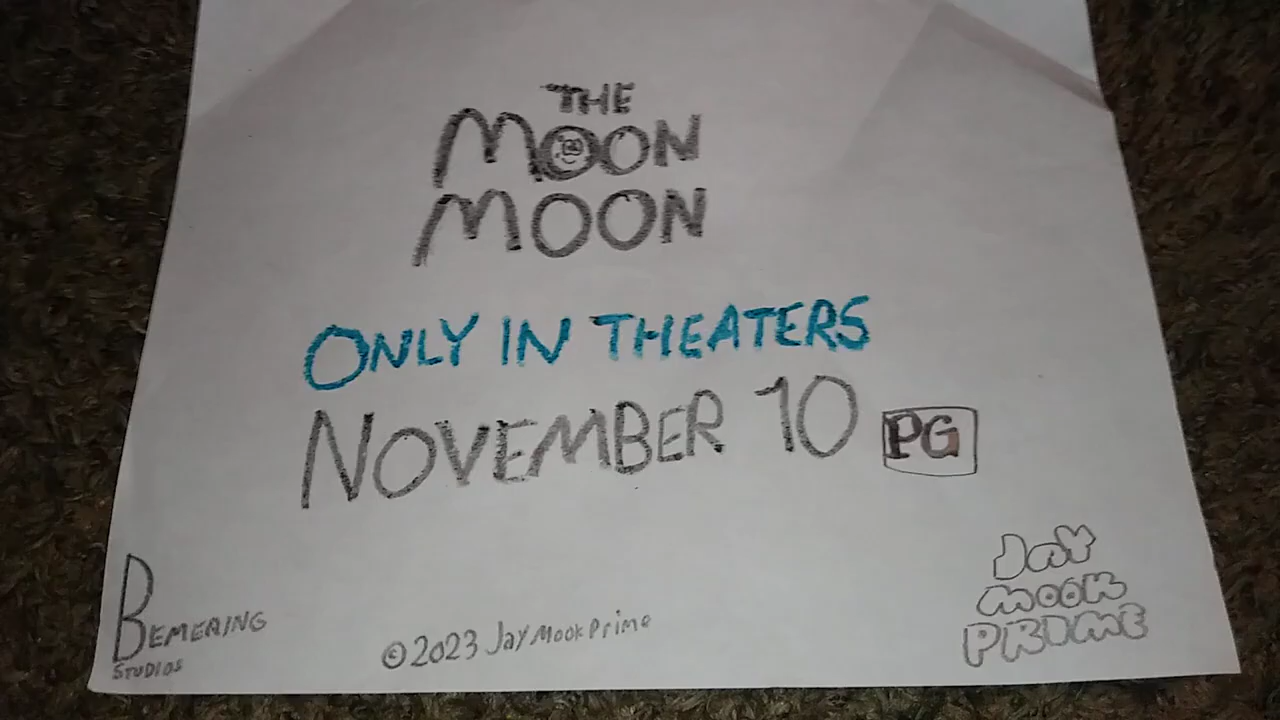 THE
MOON
MOON
ONLY IN THEATERS
NOVEMBER 10 PG
BEMERING
STUDIOS
©2023 JayMookPrime
JaY
MOOK
PRIME